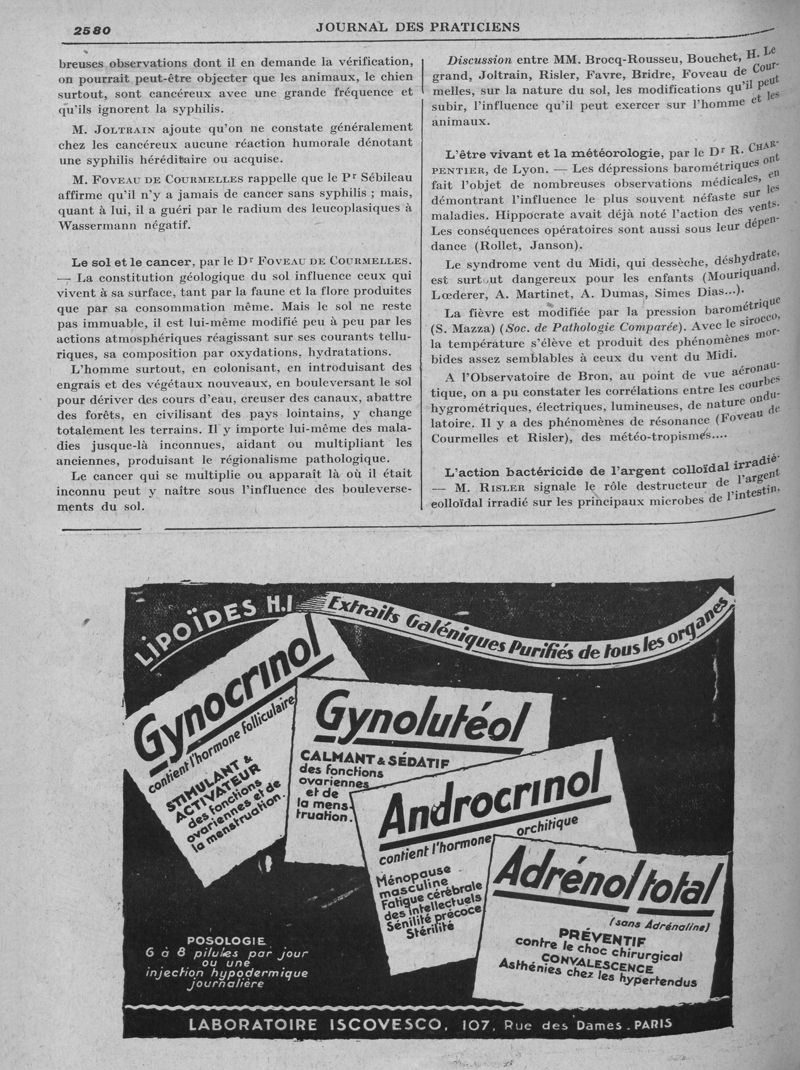 2580
JOURNAL DES PRATICIENS
breuses observations dont il en demande la vérification,
on pourrait peut-être objecter que les animaux, le chien
surtout, sont cancéreux avec une grande fréquence et
qu'ils ignorent la syphilis.
M. JOLTRAIN ajoute qu'on ne constate généralement
chez les cancéreux aucune réaction humorale dénotant
une syphilis héréditaire ou acquise.
M. FOVEAU DE COURMELLES rappelle que le Pr Sébileau
affirme qu'il n'y a jamais de cancer sans syphilis ; mais,
quant à lui, il a guéri par le radium des leucoplasiques à
Wassermann négatif.
Le sol et le cancer, par le Dr FOVEAU DE COURMELLES.
— La constitution géologique du sol influence ceux qui
vivent à sa surface, tant par la faune et la flore produites
que par sa consommation même. Mais le sol ne reste
pas immuable, il est lui-même modifié peu à peu par les
actions atmosphériques réagissant sur ses courants tellu-
riques, sa composition par oxydations, hydratations.
L'homme surtout, en colonisant, en introduisant des
engrais et des végétaux nouveaux, en bouleversant le sol
pour dériver des cours d'eau, creuser des canaux, abattre
des forêts, en civilisant des pays lointains, y change
totalement les terrains. Il y importe lui-même des mala-
dies jusque-là inconnues, aidant ou multipliant les
anciennes, produisant le régionalisme pathologique.
Le cancer qui se multiplie ou apparaît là où il était
inconnu peut y naître sous l'influence des bouleverse-
ments du sol.
Discussion entre MM. Brocq-Rousseu, Bouchet, H. Le
grand, Joltrain, Risler, Favre, Bridre, Foveau de Cour-
melles, sur la nature du sol, les modifications qu'il peut
subir, l'influence qu'il peut exercer sur l'homme et les
animaux.
L'être vivant et la météorologie, par le Dr R. CHAR-
PENTIER, de Lyon. — Les dépressions barométriques ont
fait l'objet de nombreuses observations médicales, en
démontrant l'influence le plus souvent néfaste sur les
maladies. Hippocrate avait déjà noté l'action des vents.
Les conséquences opératoires sont aussi sous leur dépen-
dance (Rollet, Janson).
Le syndrome vent du Midi, qui dessèche, déshydrate,
est surtout dangereux pour les enfants (Mouriquand,
Lœderer, A. Martinet, A. Dumas, Simes Dias...).
La fièvre est modifiée par la pression barométrique
(S. Mazza) (Soc. de Pathologie Comparée). Avec le sirocco,
la température s'élève et produit des phénomènes mor-
bides assez semblables à ceux du vent du Midi.
A l'Observatoire de Bron, au point de vue aéronau-
tique, on a pu constater les corrélations entre les courbes
hygrométriques, électriques, lumineuses, de nature ondu-
latoire. Il y a des phénomènes de résonance (Foveau de
Courmelles et Risler), des météo-tropismes....
L'action bactéricide de l'argent colloïdal irradié.
— M. RISLER signale le rôle destructeur de l'argent
colloïdal irradié sur les principaux microbes de l'intestin,
LIPOÏDES H.I
Extraits Galéniques Purifiés de tous les organes
Gynocrinol
contient l'hormone folliculaire
STIMULANT &
ACTIVATEUR
des fonctions
ovariennes et de
la menstruation.
Gynolutéol
CALMANT & SÉDATIF
des fonctions
ovariennes
et de
la mens-
truation.
Androcrinol
contient l'hormone orchitique
Ménopause
masculine
Fatigue cérébrale
des intellectuels
Sénilité précoce
Stérilité
Adrénol total
(sans Adrénaline)
PRÉVENTIF
contre le choc chirurgical
CONVALESCENCE
Asthénies chez les hypertendus
POSOLOGIE
6 à 8 pilules par jour
ou une
injection hypodermique
journalière
LABORATOIRE ISCOVESCO, 107, Rue des Dames. PARIS